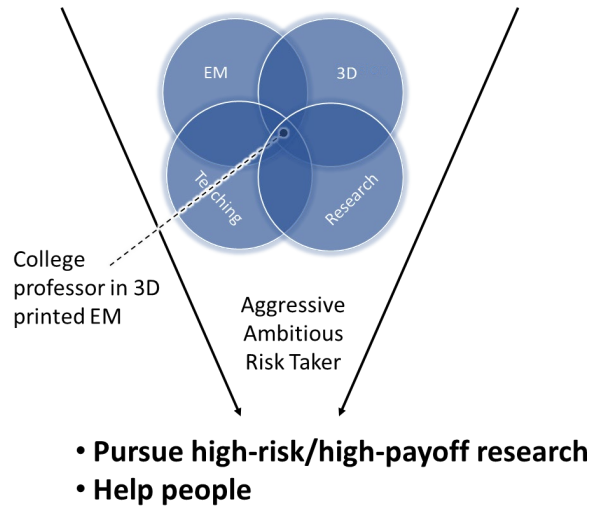 EM
3D
Teaching
Research
College
professor in 3D
printed EM
Aggressive
Ambitious
Risk Taker
• Pursue high-risk/high-payoff research
• Help people